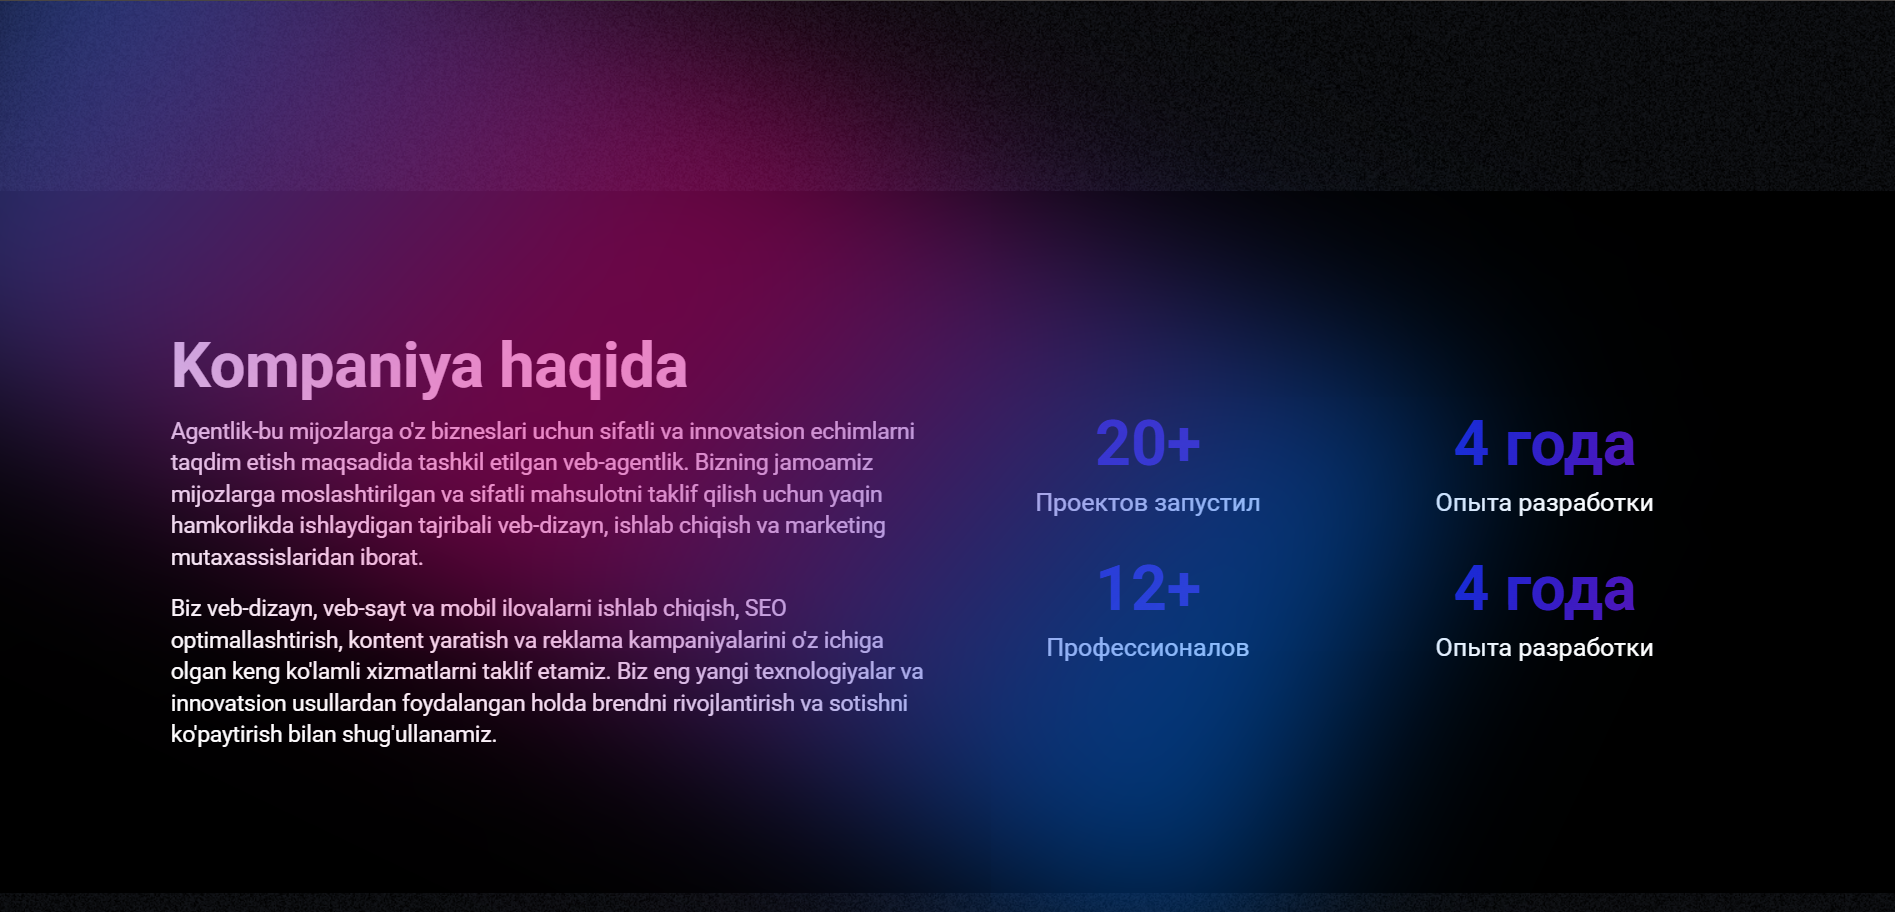 Kompaniya haqida
Agentlik-bu mijozlarga o'z bizneslari uchun sifatli va innovatsion echimlarni
taqdim etish maqsadida tashkil etilgan veb-agentlik. Bizning jamoamiz
mijozlarga moslashtirilgan va sifatli mahsulotni taklif qilish uchun yaqin
hamkorlikda ishlaydigan tajribali veb-dizayn, ishlab chiqish va marketing
mutaxassislaridan iborat.
Biz veb-dizayn, veb-sayt va mobil ilovalarni ishlab chiqish, SEO
optimallashtirish, kontent yaratish va reklama kampaniyalarini o'z ichiga
olgan keng ko'lamli xizmatlarni taklif etamiz. Biz eng yangi texnologiyalar va
innovatsion usullardan foydalangan holda brendni rivojlantirish va sotishni
ko'paytirish bilan shug'ullanamiz.
20+
Проектов запустил
4 года
Опыта разработки
12+
Профессионалов
4 года
Опыта разработки